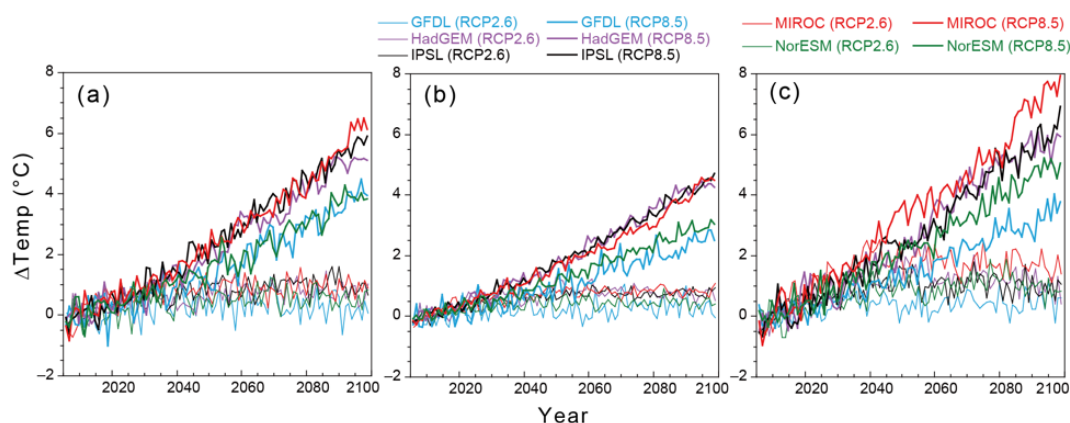 GFDL (RCP2.6) GFDL (RCP8.5) MIROC (RCP2.6) MIROC (RCP8.5)
HadGEM (RCP2.6) HadGEM (RCP8.5) NorESM (RCP2.6) NorESM (RCP8.5)
IPSL (RCP2.6) IPSL (RCP8.5)
8 8 8
(a) (b) (c)
6 6 6
4 4 4
2 2 2
0 0 0
−2 −2 −2
ΔTemp (°C)
2020 2040 2060 2080 2100 2020 2040 2060 2080 2100 2020 2040 2060 2080 2100
Year